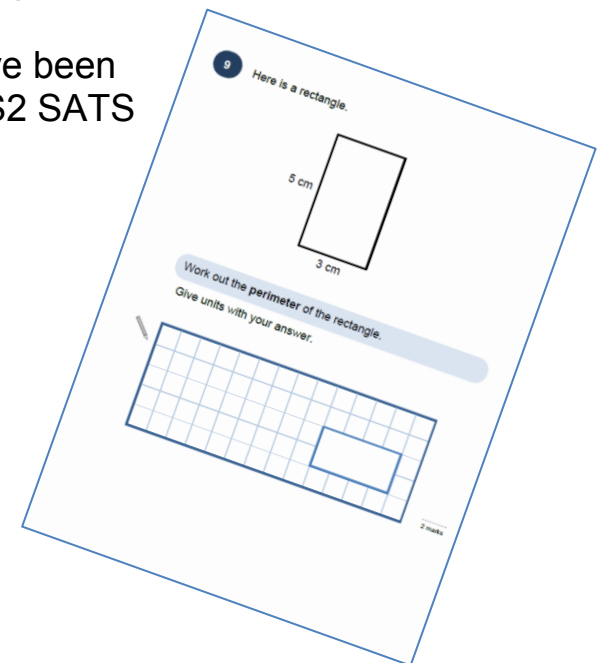 ve been
S2 SATS
9
Here is a rectangle.
5 cm
3 cm
Work out the perimeter of the rectangle.
Give units with your answer.
2 marks